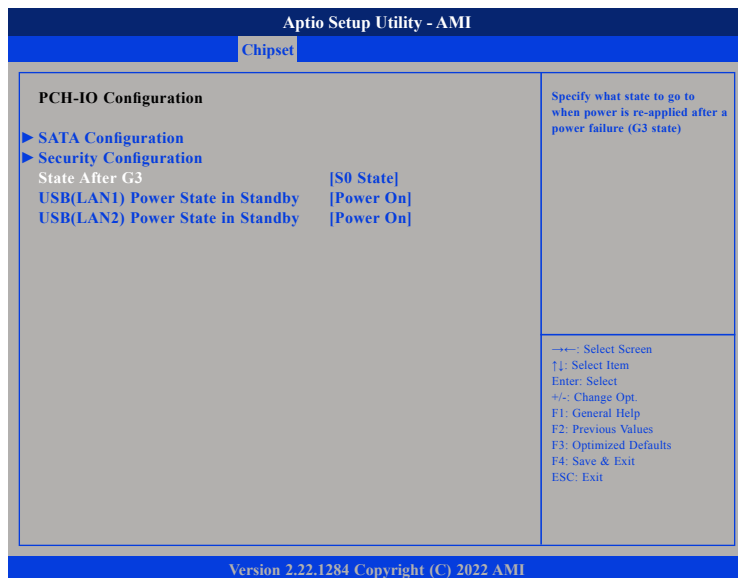 Aptio Setup Utility - AMI
Chipset
PCH-IO Configuration
► SATA Configuration
► Security Configuration
State After G3 [S0 State]
USB(LAN1) Power State in Standby [Power On]
USB(LAN2) Power State in Standby [Power On]
Specify what state to go to
when power is re-applied after a
power failure (G3 state)
→←: Select Screen
↑↓: Select Item
Enter: Select
+/-: Change Opt.
F1: General Help
F2: Previous Values
F3: Optimized Defaults
F4: Save & Exit
ESC: Exit
Version 2.22.1284 Copyright (C) 2022 AMI